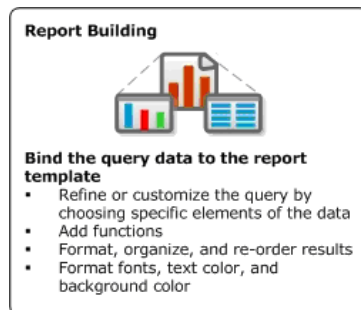 Report Building
Bind the query data to the report
template
▪ Refine or customize the query by
choosing specific elements of the data
▪ Add functions
▪ Format, organize, and re-order results
▪ Format fonts, text color, and
background color